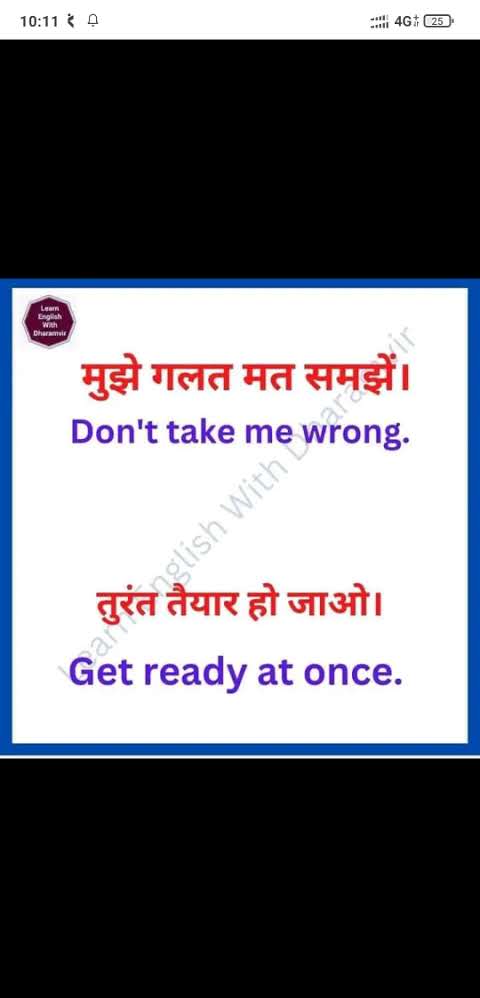 10:11
4G
25
Learn
English
With
Dharamvir
मुझे गलत मत समझें।
Don't take me wrong.
Learn English With Dharamvir
तुरंत तैयार हो जाओ।
Get ready at once.